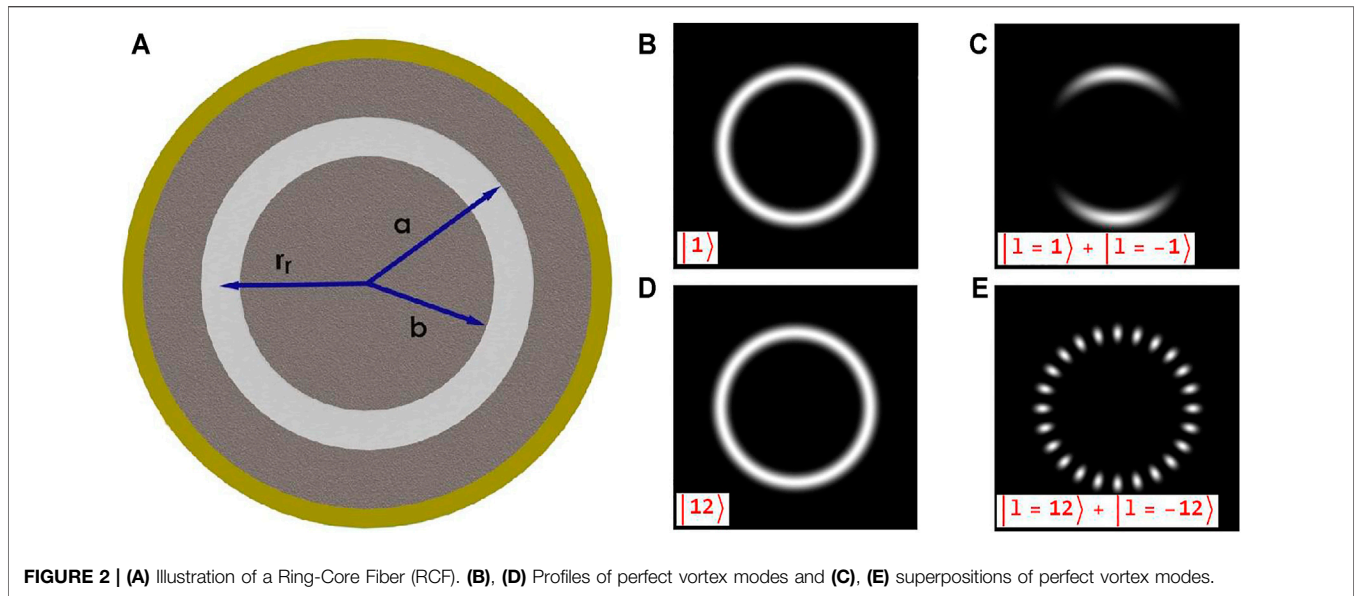 A
a
rᵣ
b
B
|1⟩
C
|l = 1⟩ + |l = -1⟩
D
|12⟩
E
|l = 12⟩ + |l = -12⟩
FIGURE 2 | (A) Illustration of a Ring-Core Fiber (RCF). (B), (D) Profiles of perfect vortex modes and (C), (E) superpositions of perfect vortex modes.